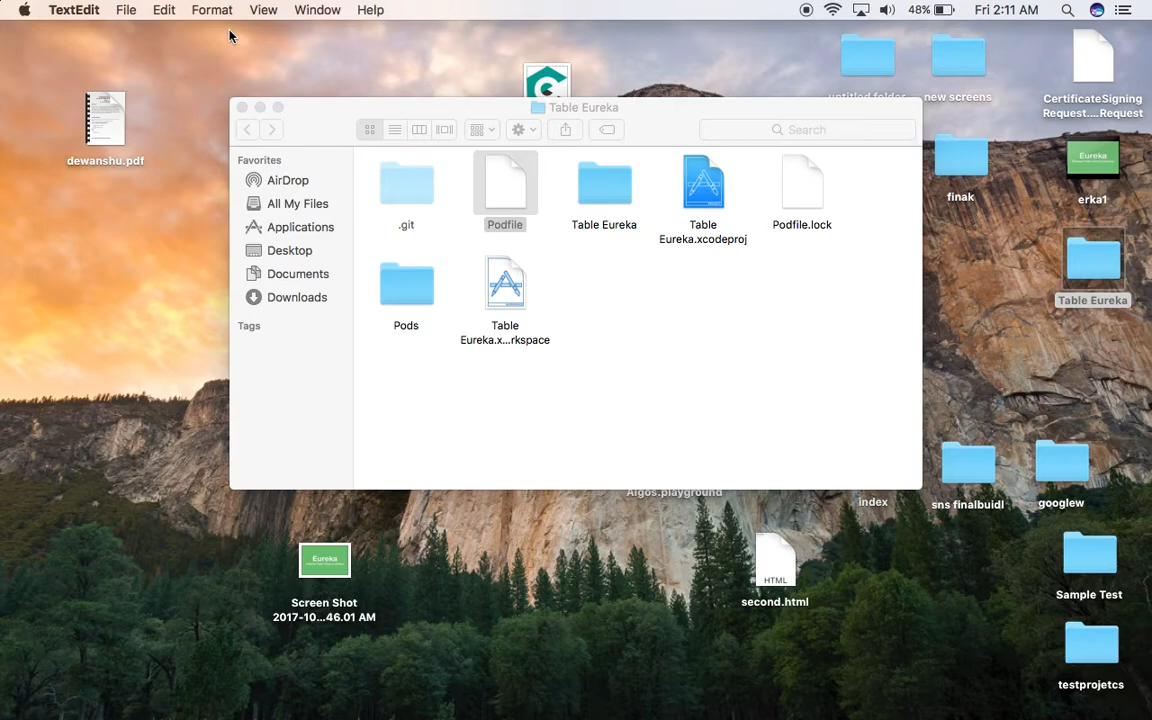 TextEdit File Edit Format View Window Help 48% Fri 2:11 AM
untitled folder
new screens
CertificateSigning
Request....Request
dewanshu.pdf
Table Eureka
Search
Favorites
AirDrop
All My Files
Applications
Desktop
Documents
Downloads
Tags
.git
Podfile
Table Eureka
Table
Eureka.xcodeproj
Podfile.lock
Pods
Table
Eureka.x...rkspace
finak
Eureka
erka1
Table Eureka
Algos.playground
index
sns finalbuidl
googlew
Eureka
Screen Shot
2017-10...46.01 AM
HTML
second.html
Sample Test
testprojetcs